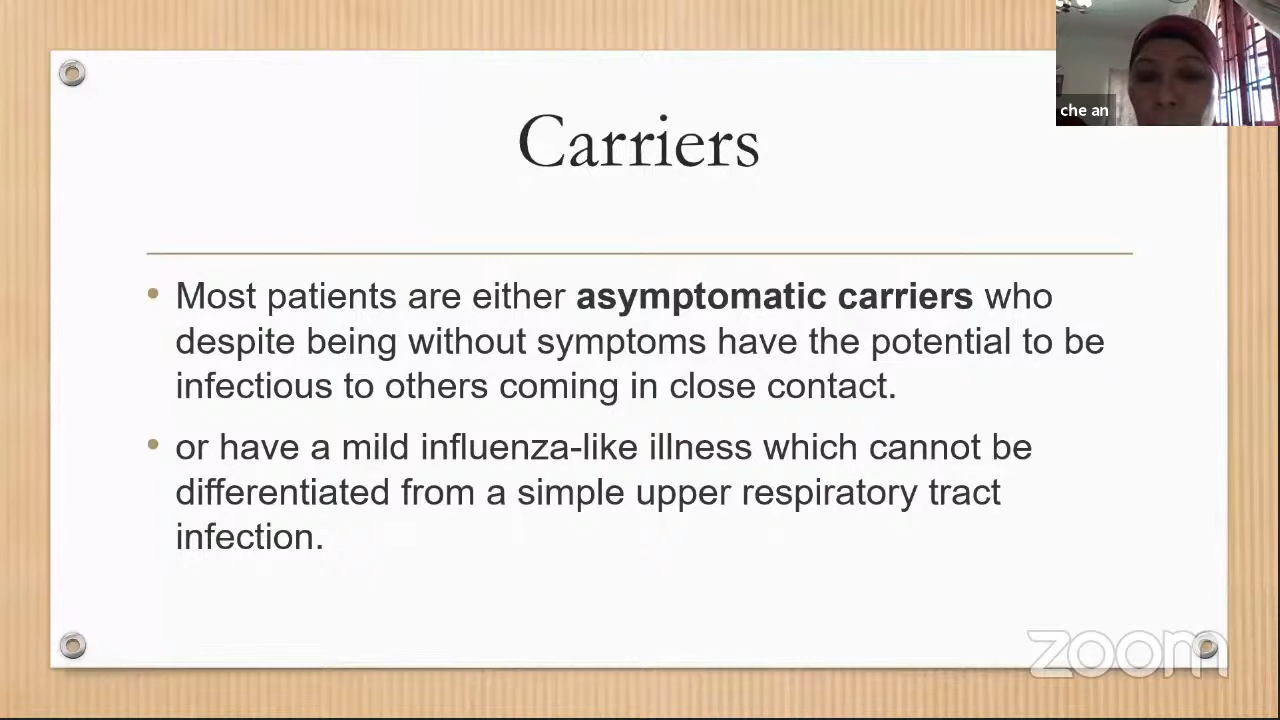 che an
Carriers
• Most patients are either asymptomatic carriers who
despite being without symptoms have the potential to be
infectious to others coming in close contact.
• or have a mild influenza-like illness which cannot be
differentiated from a simple upper respiratory tract
infection.
zoom